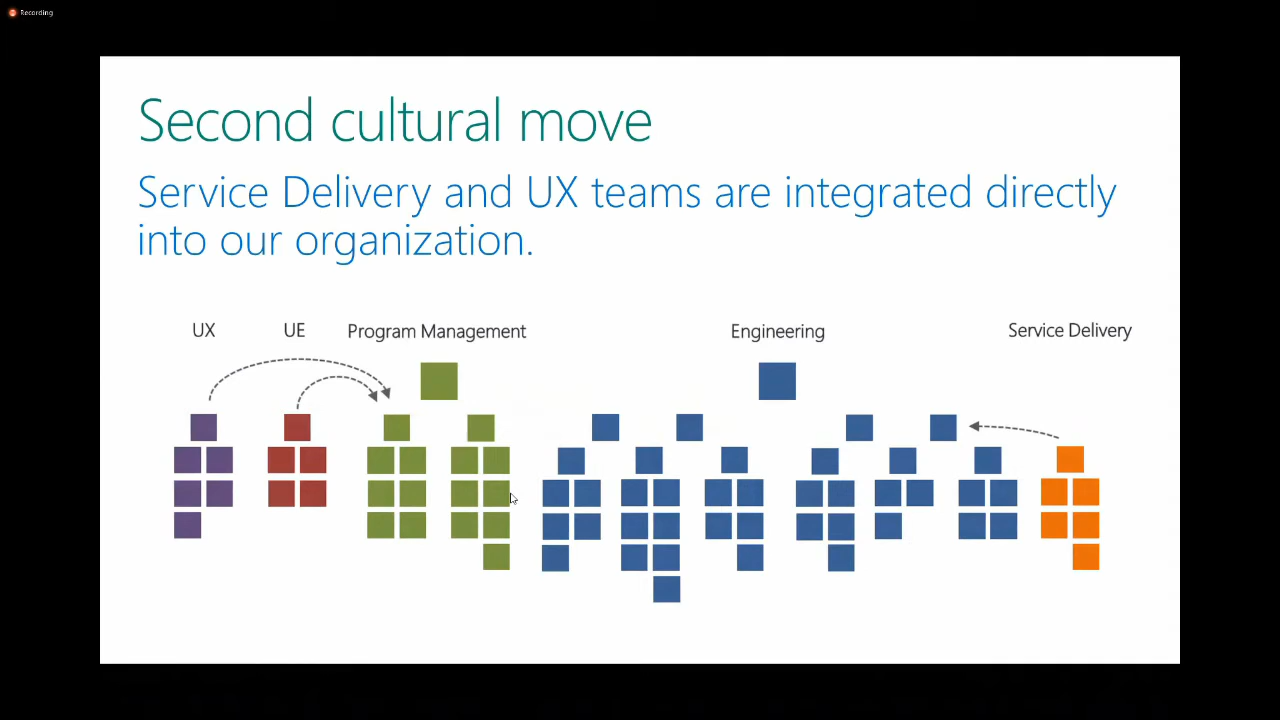 Recording
Second cultural move
Service Delivery and UX teams are integrated directly
into our organization.
UX UE Program Management Engineering Service Delivery